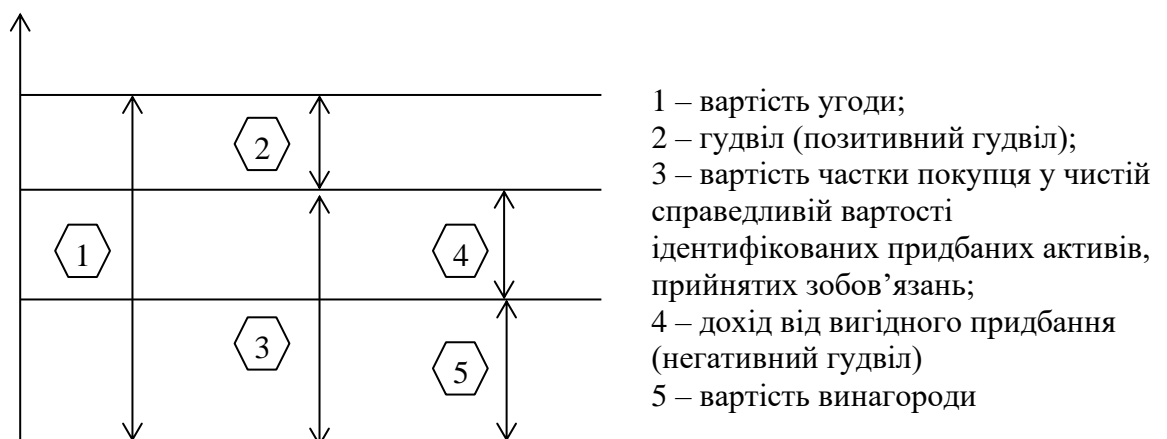 1 – вартість угоди;
2 – гудвіл (позитивний гудвіл);
3 – вартість частки покупця у чистій
справедливій вартості
ідентифікованих придбаних активів,
прийнятих зобов’язань;
4 – дохід від вигідного придбання
(негативний гудвіл)
5 – вартість винагороди
2
1
4
3
5